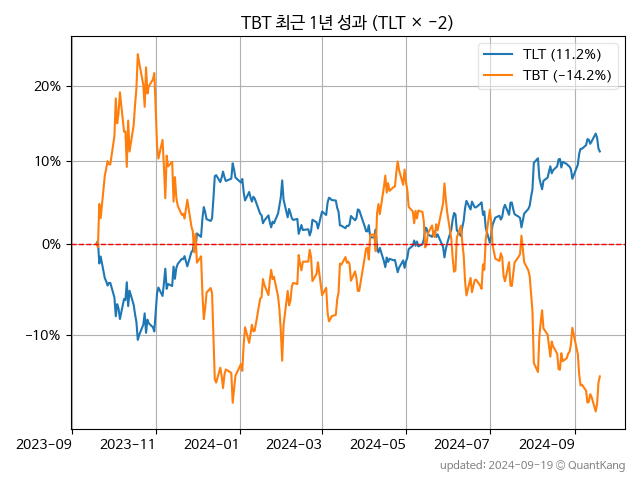 TBT 최근 1년 성과 (TLT × −2)
TLT (11.2%)
TBT (−14.2%)
20%
10%
0%
−10%
2023-09 2023-11 2024-01 2024-03 2024-05 2024-07 2024-09
updated: 2024-09-19 © QuantKang